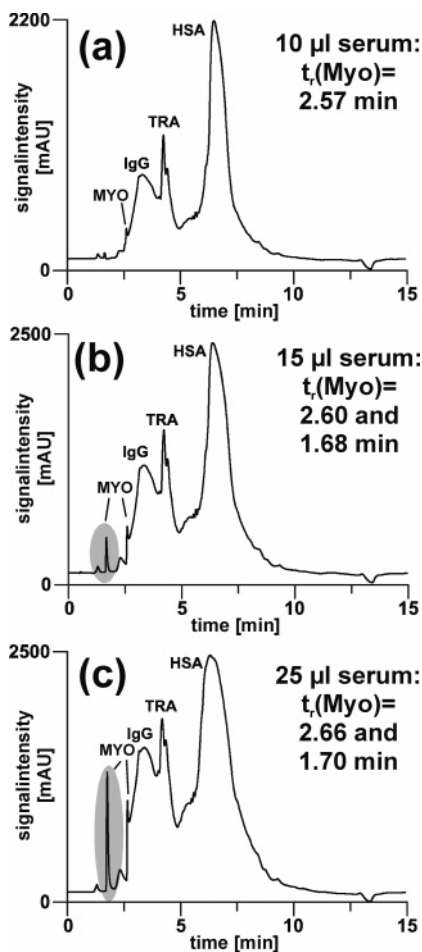 2200
(a)
HSA
10 µl serum:
tr(Myo)=
2.57 min
TRA
IgG
MYO
signalintensity
[mAU]
0
0
5
10
15
time [min]
2500
(b)
HSA
15 µl serum:
tr(Myo)=
2.60 and
1.68 min
TRA
IgG
MYO
signalintensity
[mAU]
0
0
5
10
15
time [min]
2500
(c)
HSA
25 µl serum:
tr(Myo)=
2.66 and
1.70 min
TRA
IgG
MYO
signalintensity
[mAU]
0
0
5
10
15
time [min]